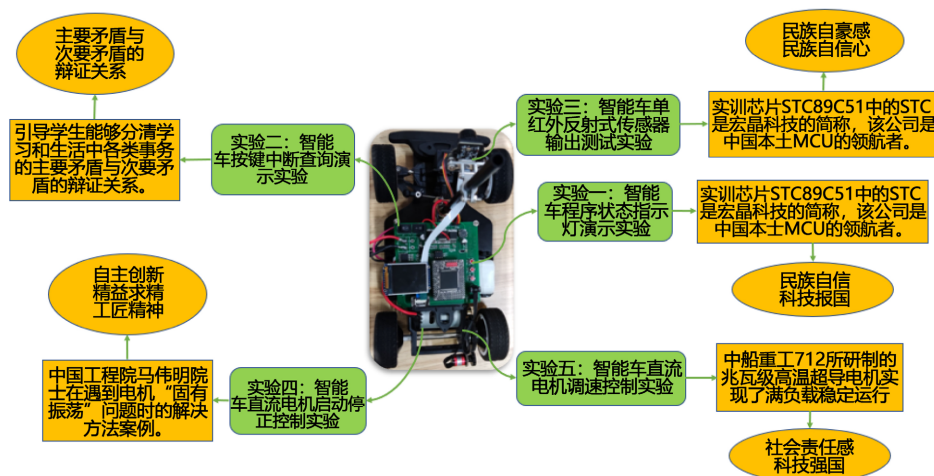 主要矛盾与
次要矛盾的
辩证关系
引导学生能够分清学
习和生活中各类事务
的主要矛盾与次要矛
盾的辩证关系。
实验二：智能
车按键中断查询演
示实验
民族自豪感
民族自信心
实验三：智能车单
红外反射式传感器
输出测试实验
实训芯片STC89C51中的STC
是宏晶科技的简称，该公司是
中国本土MCU的领航者。
实验一：智能
车程序状态指示
灯演示实验
实训芯片STC89C51中的STC
是宏晶科技的简称，该公司是
中国本土MCU的领航者。
民族自信
科技报国
自主创新
精益求精
工匠精神
中国工程院马伟明院
士在遇到电机“固有
振荡”问题时的解决
方法案例。
实验四：智能
车直流电机启动停
止控制实验
实验五：智能车直流
电机调速控制实验
中船重工712所研制的
兆瓦级高温超导电机实
现了满负载稳定运行
社会责任感
科技强国